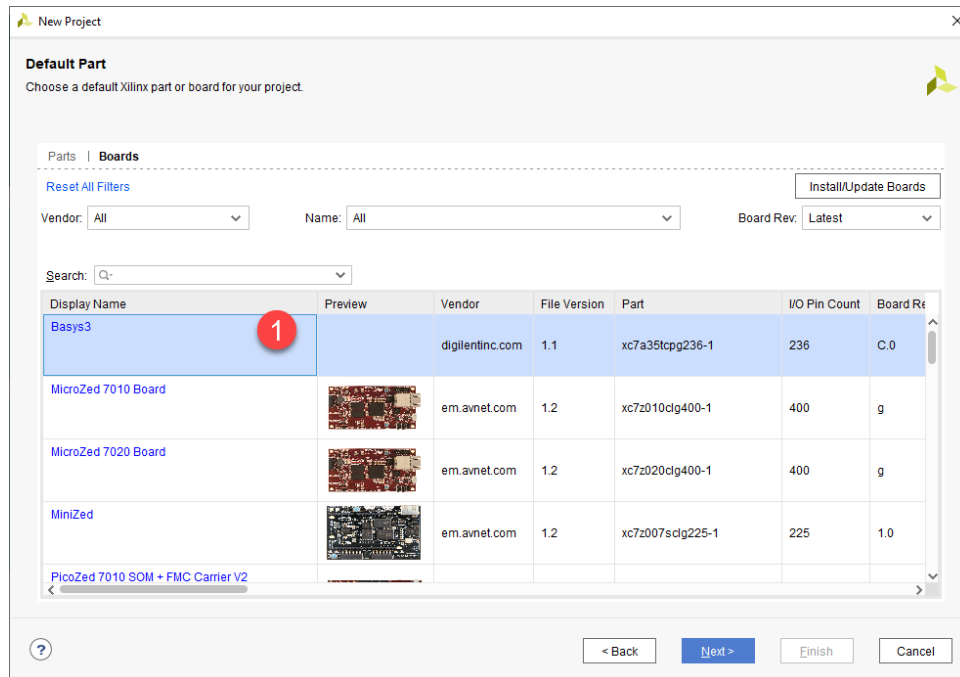 New Project
Default Part
Choose a default Xilinx part or board for your project.
Parts | Boards
Reset All Filters
Install/Update Boards
Vendor: All Name: All Board Rev: Latest
Search:
Display Name Preview Vendor File Version Part I/O Pin Count Board Re
Basys3 1 digilentinc.com 1.1 xc7a35tcpg236-1 236 C.0
MicroZed 7010 Board em.avnet.com 1.2 xc7z010clg400-1 400 g
MicroZed 7020 Board em.avnet.com 1.2 xc7z020clg400-1 400 g
MiniZed em.avnet.com 1.2 xc7z007sclg225-1 225 1.0
PicoZed 7010 SOM + FMC Carrier V2
? < Back Next > Finish Cancel